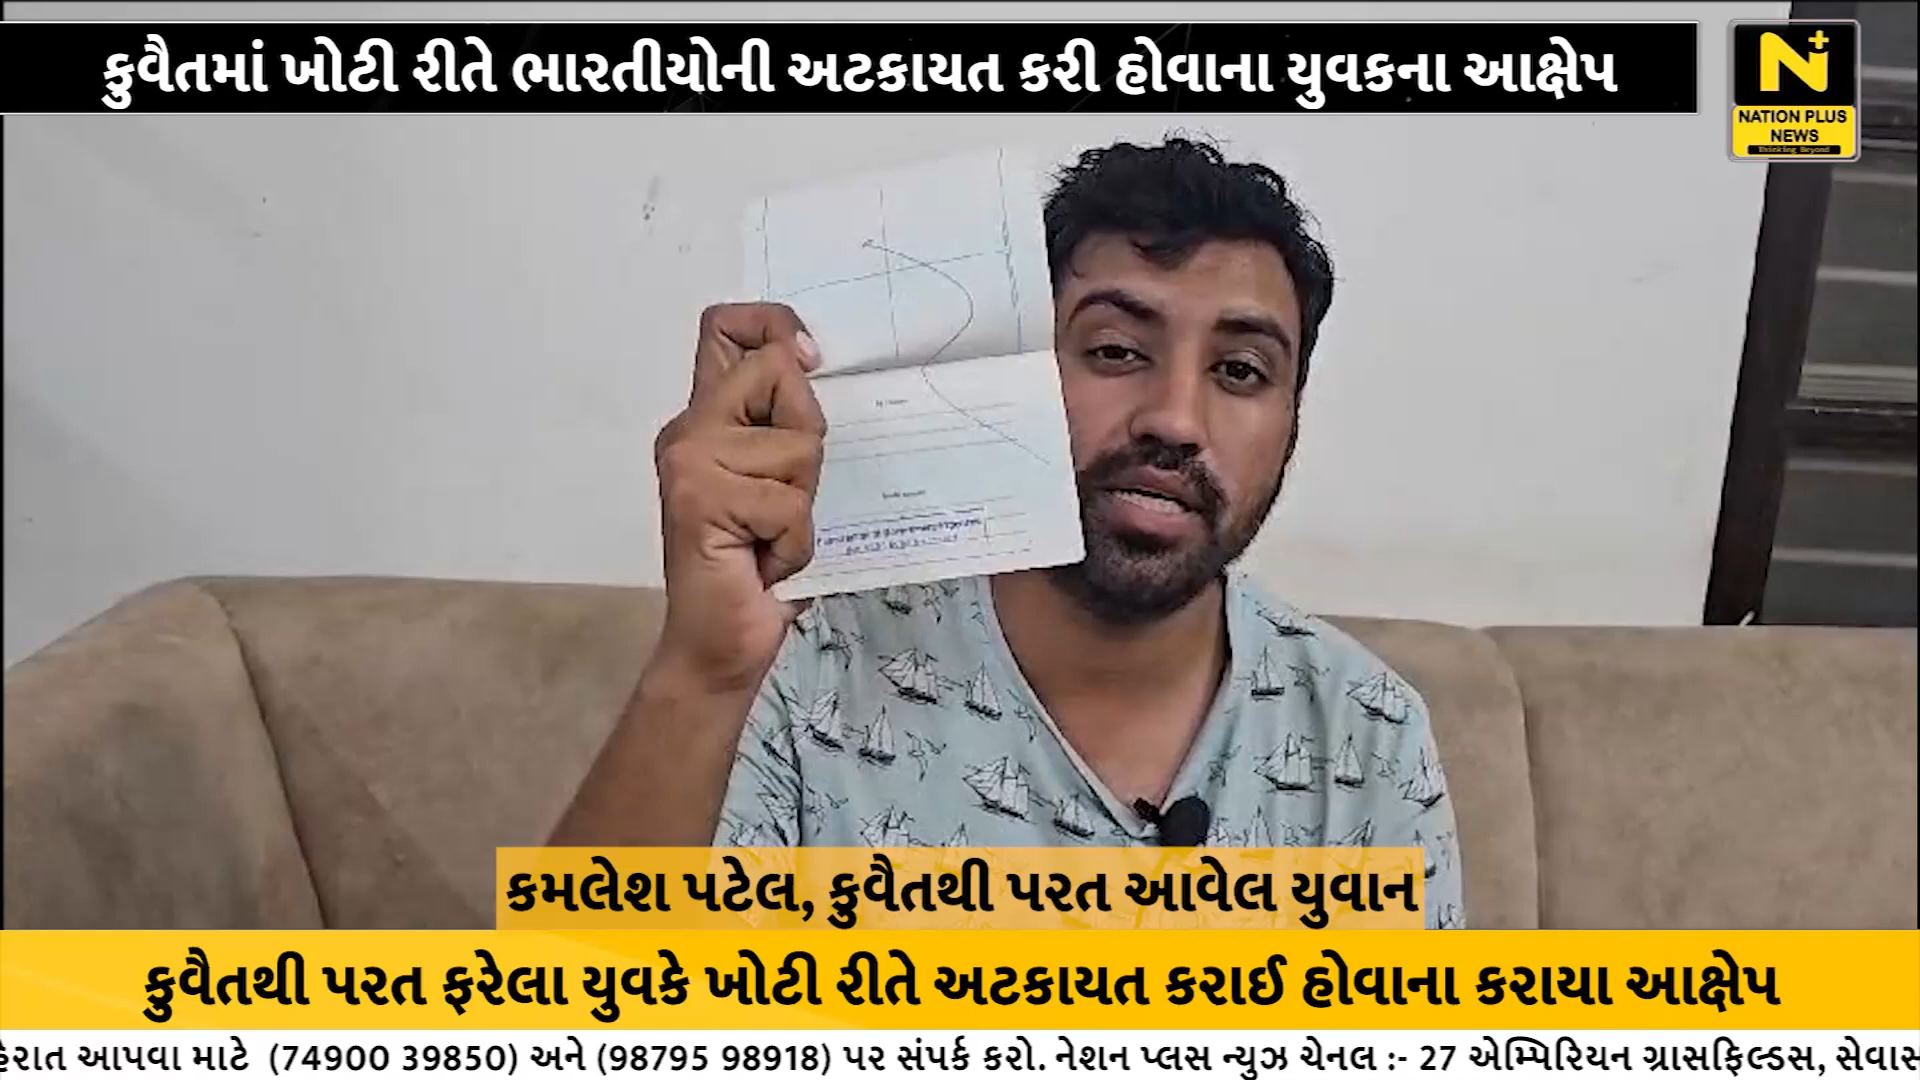 કુવૈતમાં ખોટી રીતે ભારતીયોની અટકાયત કરી હોવાના યુવકના આક્ષેપ
NATION PLUS
NEWS
Thinking Beyond
કમલેશ પટેલ, કુવૈતથી પરત આવેલ યુવાન
કુવૈતથી પરત ફરેલા યુવકે ખોટી રીતે અટકાયત કરાઈ હોવાના કરાયા આક્ષેપ
હેરાત આપવા માટે (74900 39850) અને (98795 98918) પર સંપર્ક કરો. નેશન પ્લસ ન્યુઝ ચેનલ :- 27 એમ્પિરિયન ગ્રાસફિલ્ડસ, સેવાસ